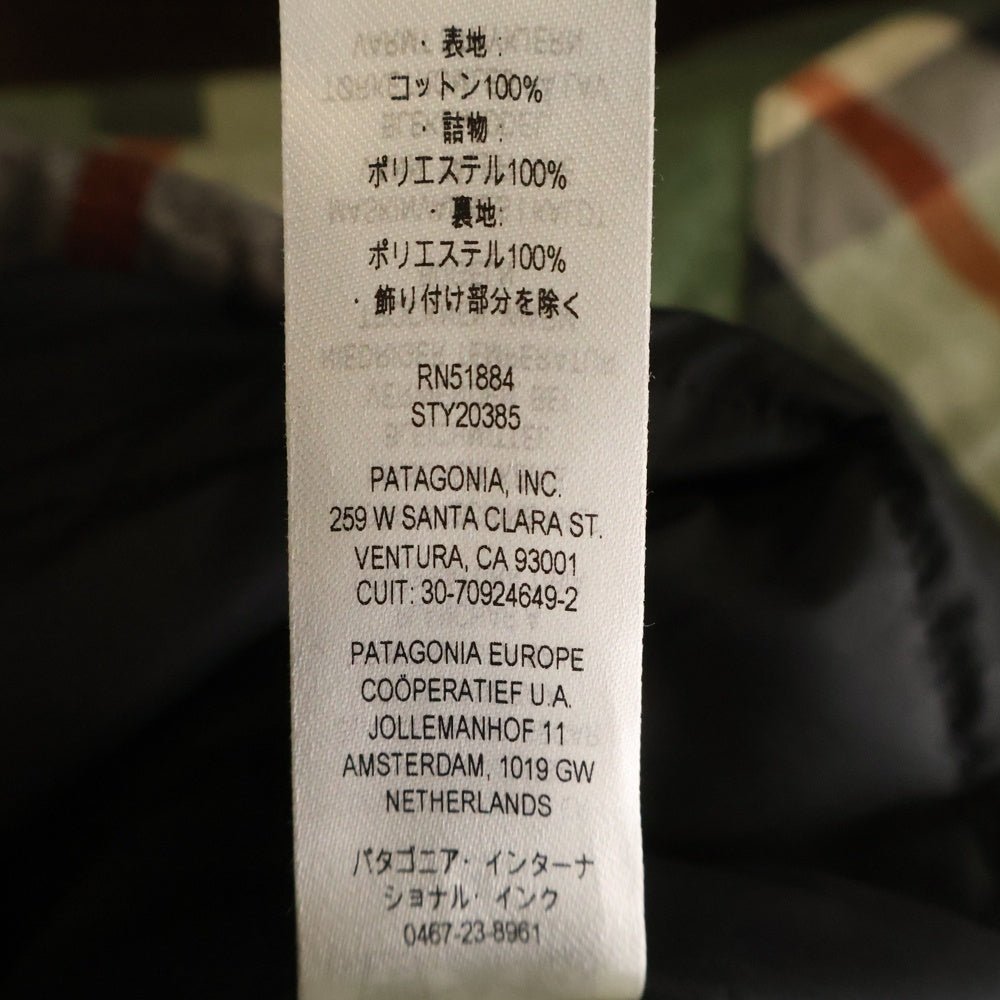 ・表地:
コットン100%
・詰物:
ポリエステル100%
・裏地:
ポリエステル100%
・飾り付け部分を除く
RN51884
STY20385
PATAGONIA, INC.
259 W SANTA CLARA ST.
VENTURA, CA 93001
CUIT: 30-70924649-2
PATAGONIA EUROPE
COÖPERATIEF U.A.
JOLLEMANHOF 11
AMSTERDAM, 1019 GW
NETHERLANDS
パタゴニア・インターナ
ショナル・インク
0467-23-8961